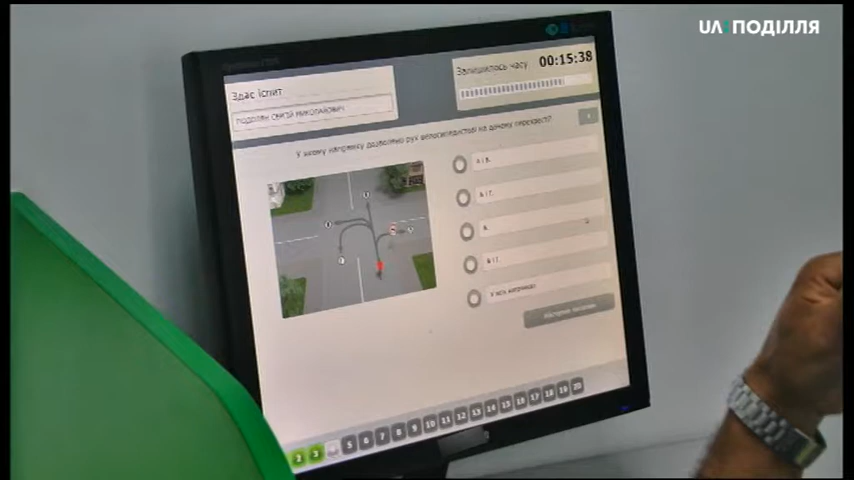 UA:ПОДІЛЛЯ
Здає іспит
Залишилось часу
00:15:38
У якому напрямку дозволено рух велосипедистові на даному перехресті?
А і В.
А і Г.
В і Г.
У всіх напрямках
2 3 5 6 7 8 9 10 11 12 13 14 15 16 17 18 19 20